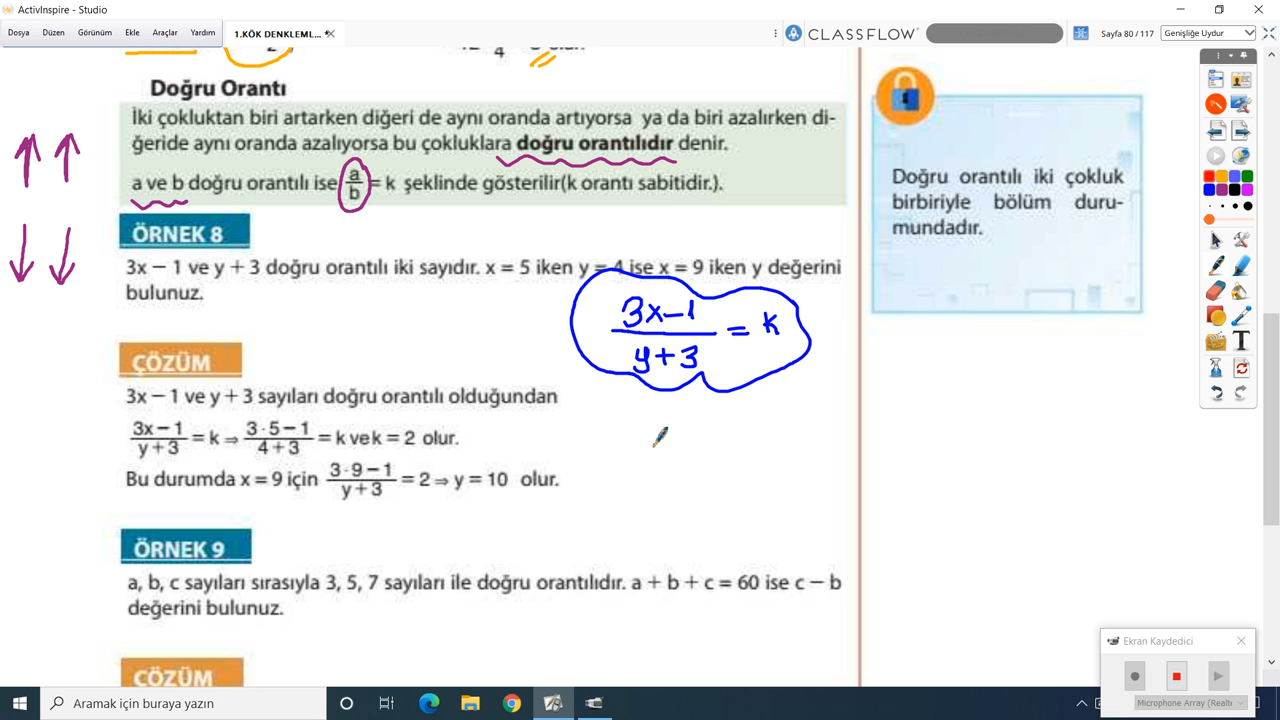 ActivInspire - Studio
Dosya Düzen Görünüm Ekle Araçlar Yardım
1.KÖK DENKLEML...
CLASSFLOW
Sayfa 80 / 117
Genişliğe Uydur
Doğru Orantı
İki çokluktan biri artarken diğeri de aynı oranda artıyorsa ya da biri azalırken di-
ğeride aynı oranda azalıyorsa bu çokluklara doğru orantılıdır denir.
a ve b doğru orantılı ise a/b = k şeklinde gösterilir(k orantı sabitidir.).
Doğru orantılı iki çokluk
birbiriyle bölüm duru-
mundadır.
ÖRNEK 8
3x − 1 ve y + 3 doğru orantılı iki sayıdır. x = 5 iken y = 4 ise x = 9 iken y değerini
bulunuz.
3x−1 / y+3 = k
ÇÖZÜM
3x − 1 ve y + 3 sayıları doğru orantılı olduğundan
3x−1 / y+3 = k ⇒ 3·5−1 / 4+3 = k ve k = 2 olur.
Bu durumda x = 9 için 3·9−1 / y+3 = 2 ⇒ y = 10 olur.
ÖRNEK 9
a, b, c sayıları sırasıyla 3, 5, 7 sayıları ile doğru orantılıdır. a + b + c = 60 ise c − b
değerini bulunuz.
ÇÖZÜM
Ekran Kaydedici
Microphone Array (Realt
Aramak için buraya yazın